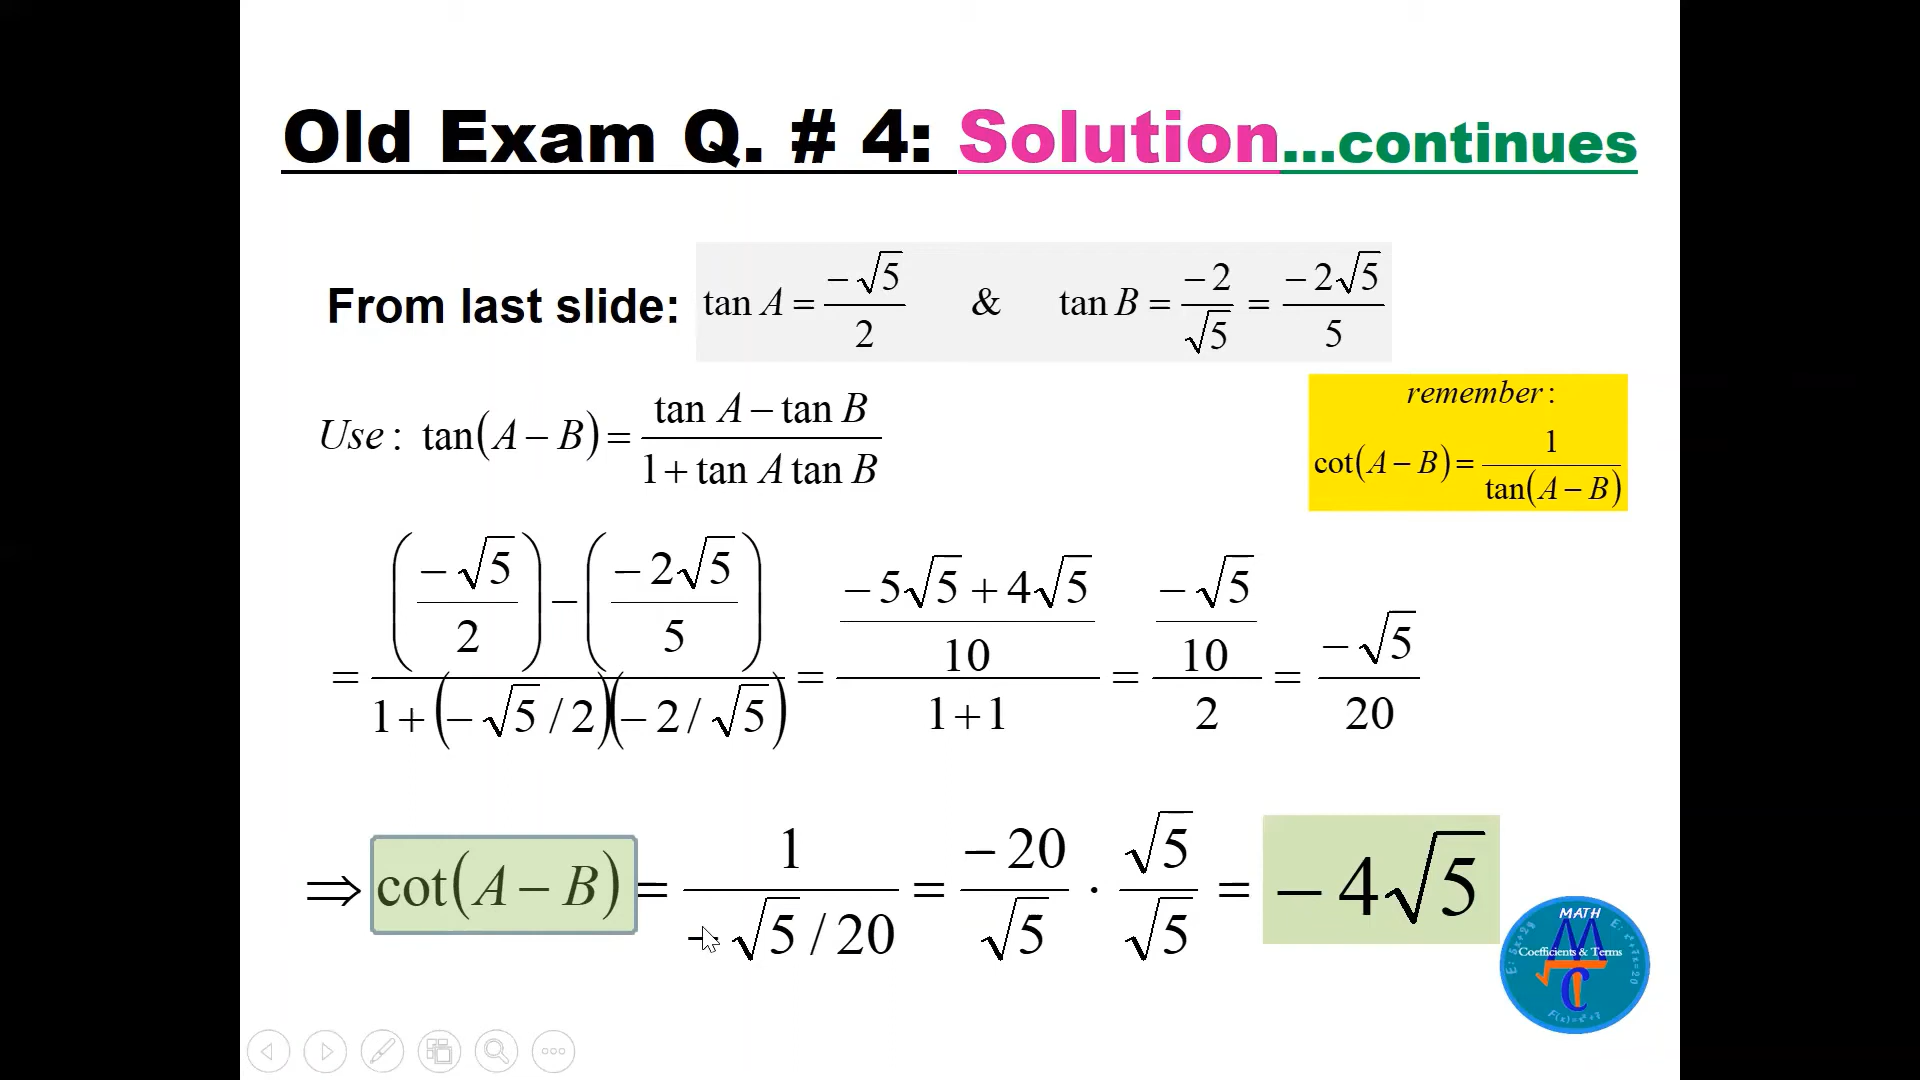 Old Exam Q. # 4: Solution...continues
From last slide: tan A = -√5/2 & tan B = -2/√5 = -2√5/5
Use: tan(A - B) = (tan A - tan B)/(1 + tan A tan B)
remember:
cot(A - B) = 1/tan(A - B)
= ((-√5/2) - (-2√5/5))/(1 + (-√5/2)(-2/√5)) = ((-5√5 + 4√5)/10)/(1 + 1) = (-√5/10)/2 = -√5/20
⇒ cot(A - B) = 1/(-√5/20) = -20/√5 · √5/√5 = -4√5
MATH
Coefficients & Terms